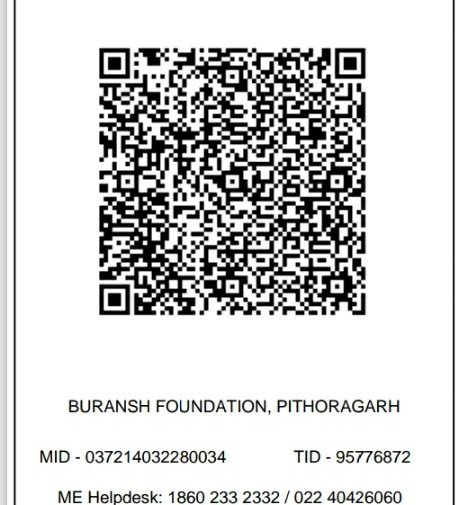 BURANSH FOUNDATION, PITHORAGARH
MID - 037214032280034 TID - 95776872
ME Helpdesk: 1860 233 2332 / 022 40426060